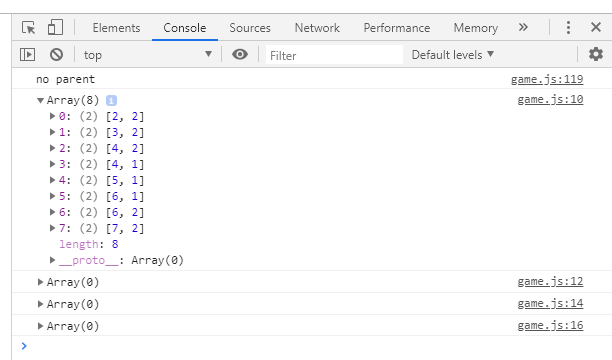 Elements Console Sources Network Performance Memory »
top ▼ Filter Default levels ▼
no parent game.js:119
▼Array(8) i game.js:10
▶0: (2) [2, 2]
▶1: (2) [3, 2]
▶2: (2) [4, 2]
▶3: (2) [4, 1]
▶4: (2) [5, 1]
▶5: (2) [6, 1]
▶6: (2) [6, 2]
▶7: (2) [7, 2]
length: 8
▶__proto__: Array(0)
▶Array(0) game.js:12
▶Array(0) game.js:14
▶Array(0) game.js:16
>